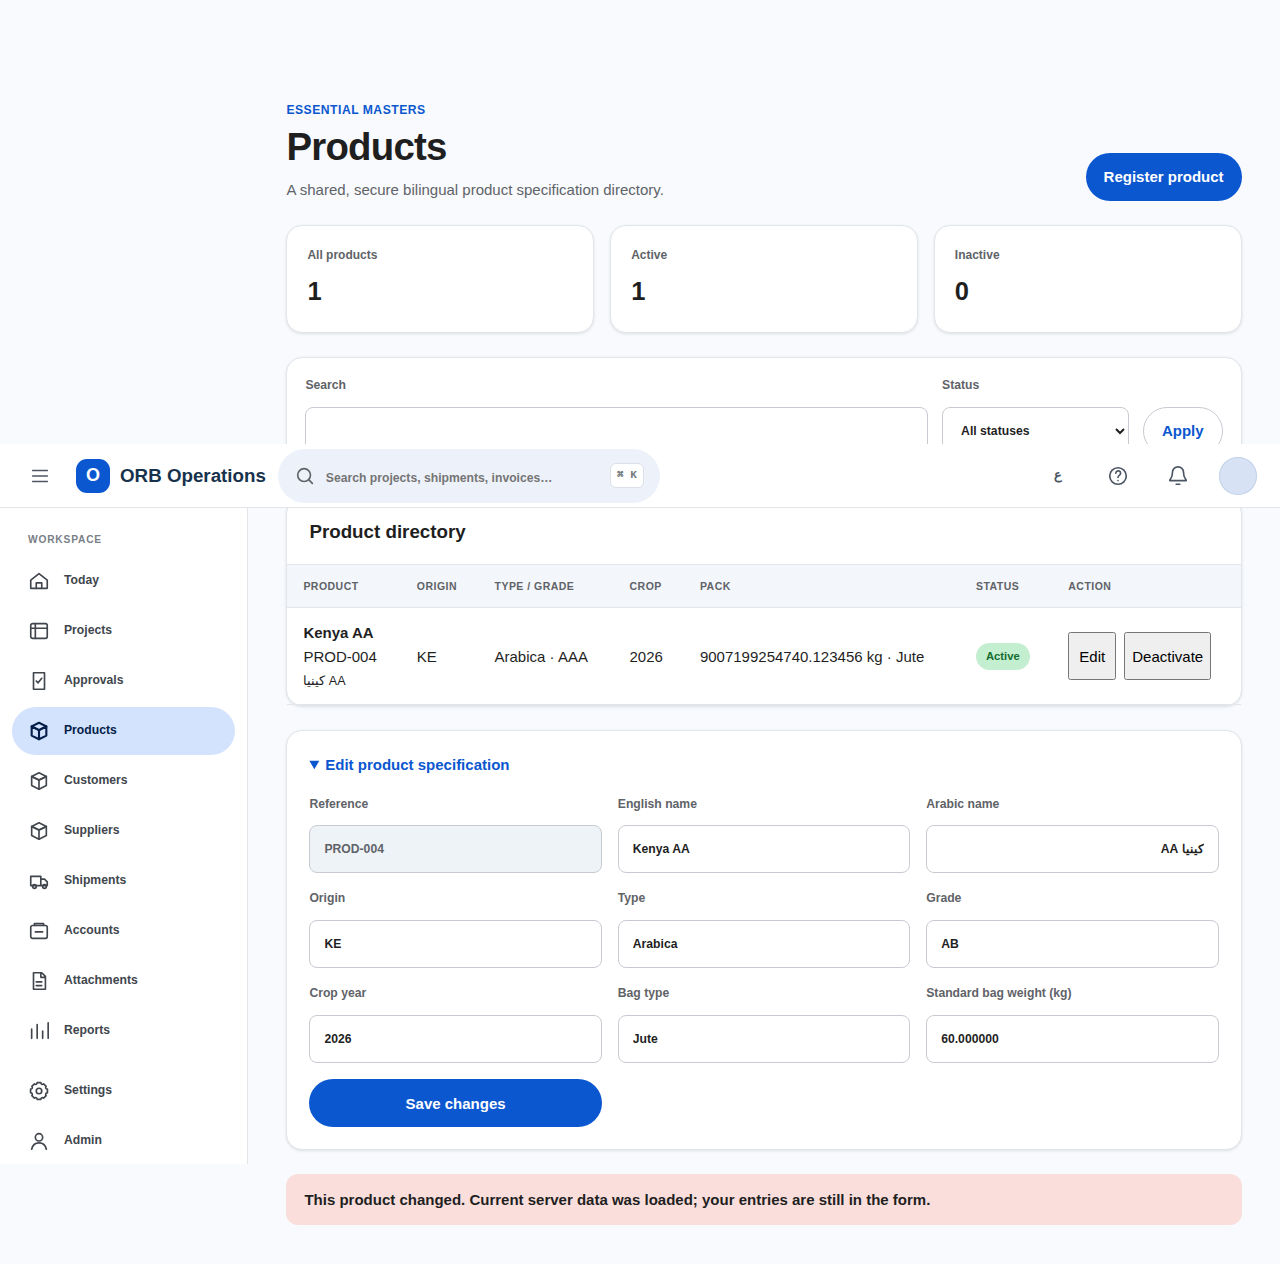 ESSENTIAL MASTERS
Products
A shared, secure bilingual product specification directory.
Register product
All products
1
Active
1
Inactive
0
Search
Status
All statuses
Apply
O
ORB Operations
Search projects, shipments, invoices…
⌘ K
ع
WORKSPACE
Today
Projects
Approvals
Products
Customers
Suppliers
Shipments
Accounts
Attachments
Reports
Settings
Admin
Product directory
PRODUCT ORIGIN TYPE / GRADE CROP PACK STATUS ACTION
Kenya AA
PROD-004 KE Arabica · AAA 2026 9007199254740.123456 kg · Jute Active Edit Deactivate
كينيا AA
Edit product specification
Reference English name Arabic name
PROD-004 Kenya AA كينيا AA
Origin Type Grade
KE Arabica AB
Crop year Bag type Standard bag weight (kg)
2026 Jute 60.000000
Save changes
This product changed. Current server data was loaded; your entries are still in the form.